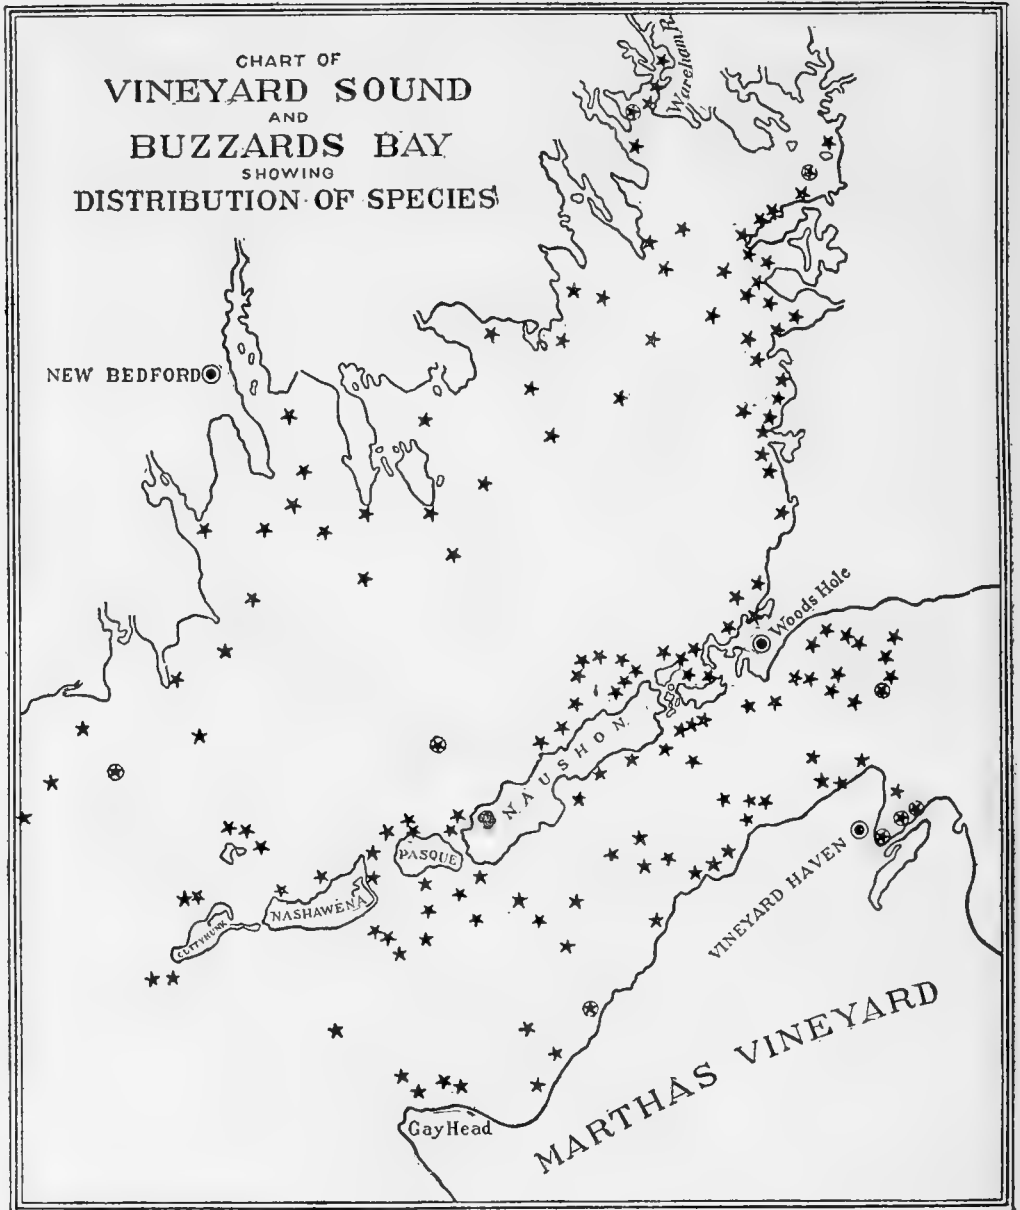 CHART OF
VINEYARD SOUND
AND
BUZZARDS BAY
SHOWING
DISTRIBUTION·OF SPECIES
Wareham R
NEW BEDFORD
Woods Hole
NAUSHON
PASQUE
NASHAWENA
CUTTYHUNK
VINEYARD HAVEN
MARTHAS VINEYARD
Gay Head